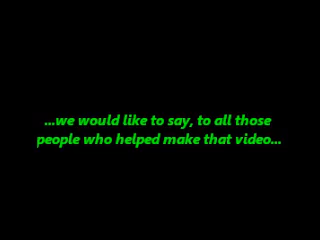 ...we would like to say, to all those
people who helped make that video...